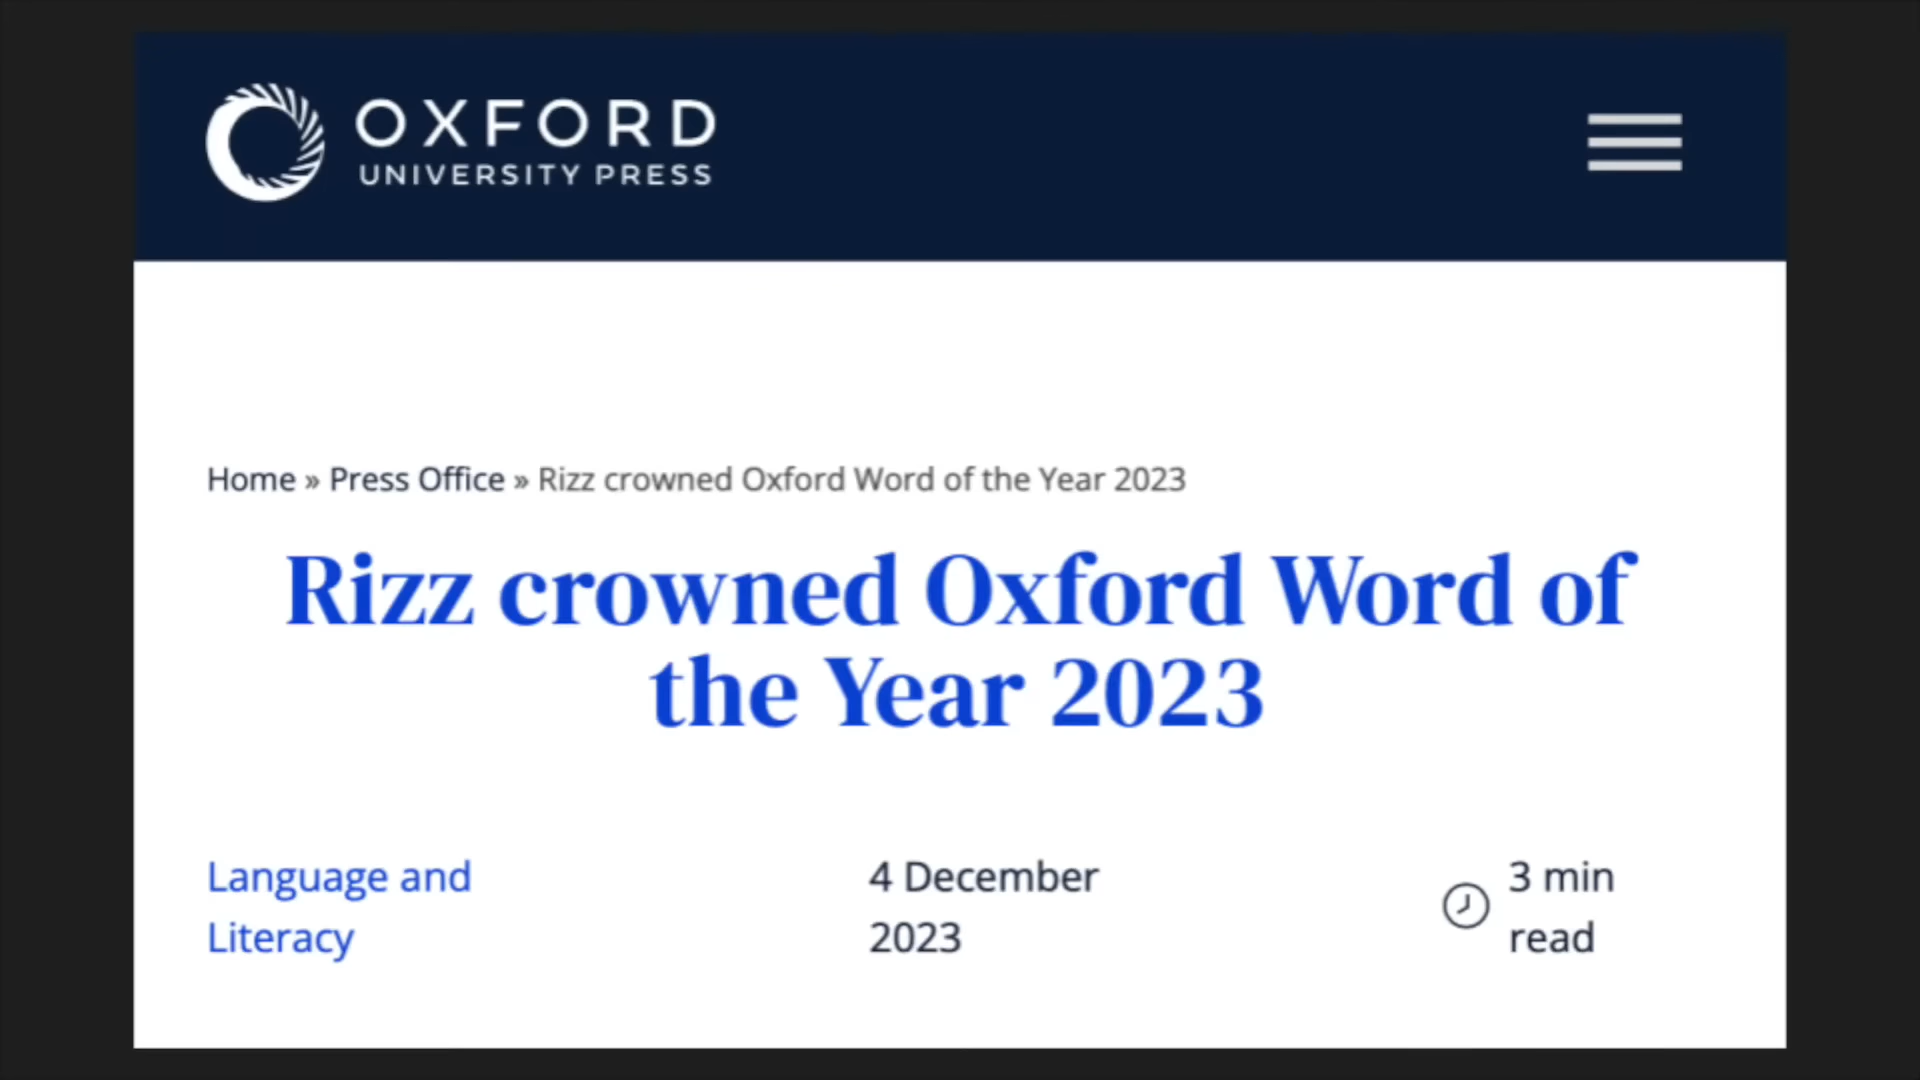 OXFORD
UNIVERSITY PRESS
Home » Press Office » Rizz crowned Oxford Word of the Year 2023
Rizz crowned Oxford Word of
the Year 2023
Language and
Literacy
4 December
2023
3 min
read